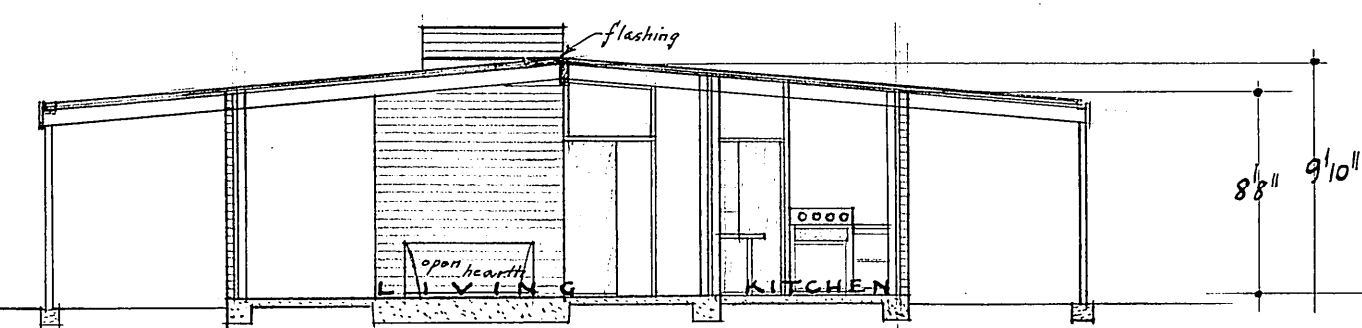 flashing
8'8"
9'10"
open
hearth
LIVING
KITCHEN